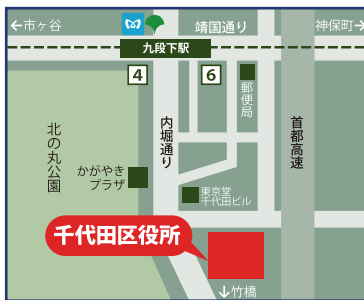 ←市ヶ谷
靖国通り
神保町→
九段下駅
4
6
郵便局
北の丸公園
内堀通り
首都高速
かがやき
プラザ
東京堂
千代田ビル
千代田区役所
↓竹橋